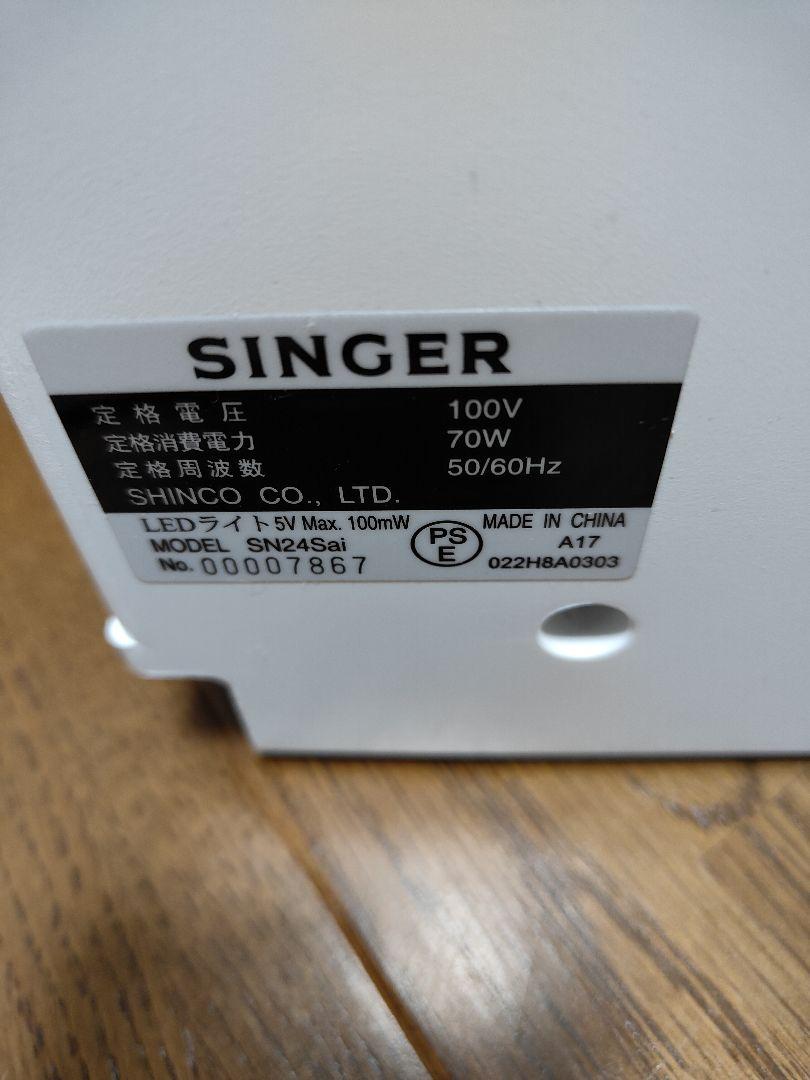 SINGER
定格電圧 100V
定格消費電力 70W
定格周波数 50/60Hz
SHINCO CO., LTD.
LEDライト 5V Max. 100mW
MODEL SN24Sai
No. 00007867
PS
E
MADE IN CHINA
A17
022H8A0303